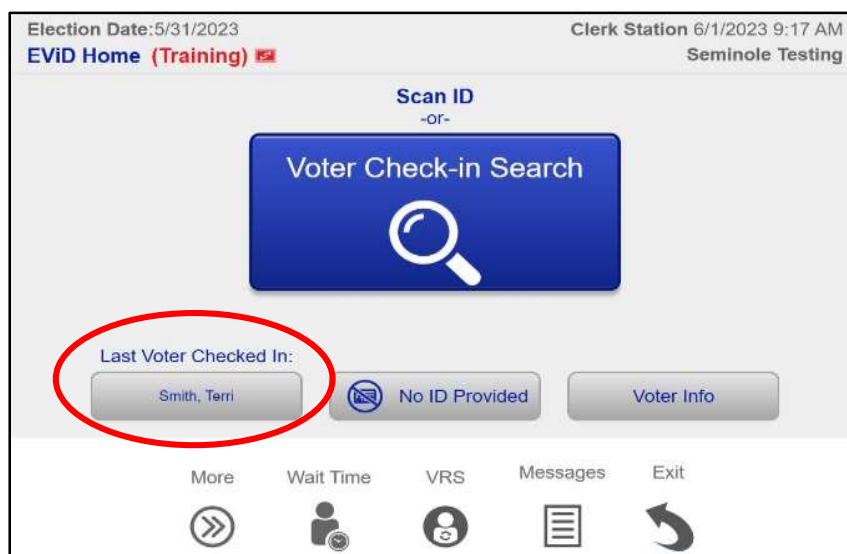 Election Date:5/31/2023
Clerk Station 6/1/2023 9:17 AM
EViD Home (Training)
Seminole Testing
Scan ID
-or-
Voter Check-in Search
Last Voter Checked In:
Smith, Terri
No ID Provided
Voter Info
More
Wait Time
VRS
Messages
Exit